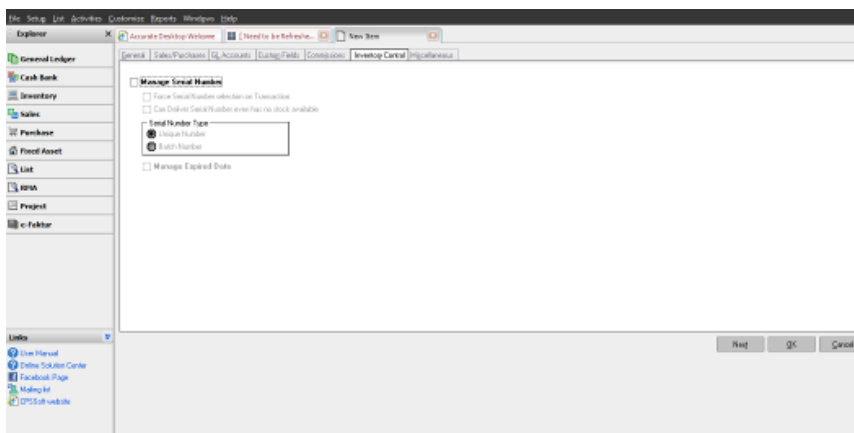 File Setup List Activities Customize Reports Windows Help
Explorer
Accurate Desktop Welcome
[ Need to be Refreshe...
New Item
General Ledger
Cash Bank
Inventory
Sales
Purchase
Fixed Asset
List
RMA
Project
e-Faktur
General Sales/Purchases GL Accounts Custom Fields Commissions Inventory Control Miscellaneous
Manage Serial Number
Force Serial Number selection on Transaction
Can Deliver Serial Number even has no stock available
Serial Number Type
Unique Number
Batch Number
Manage Expired Date
Next OK Cancel
Links
User Manual
Online Solution Center
Facebook Page
Mailing list
CPSSoft website